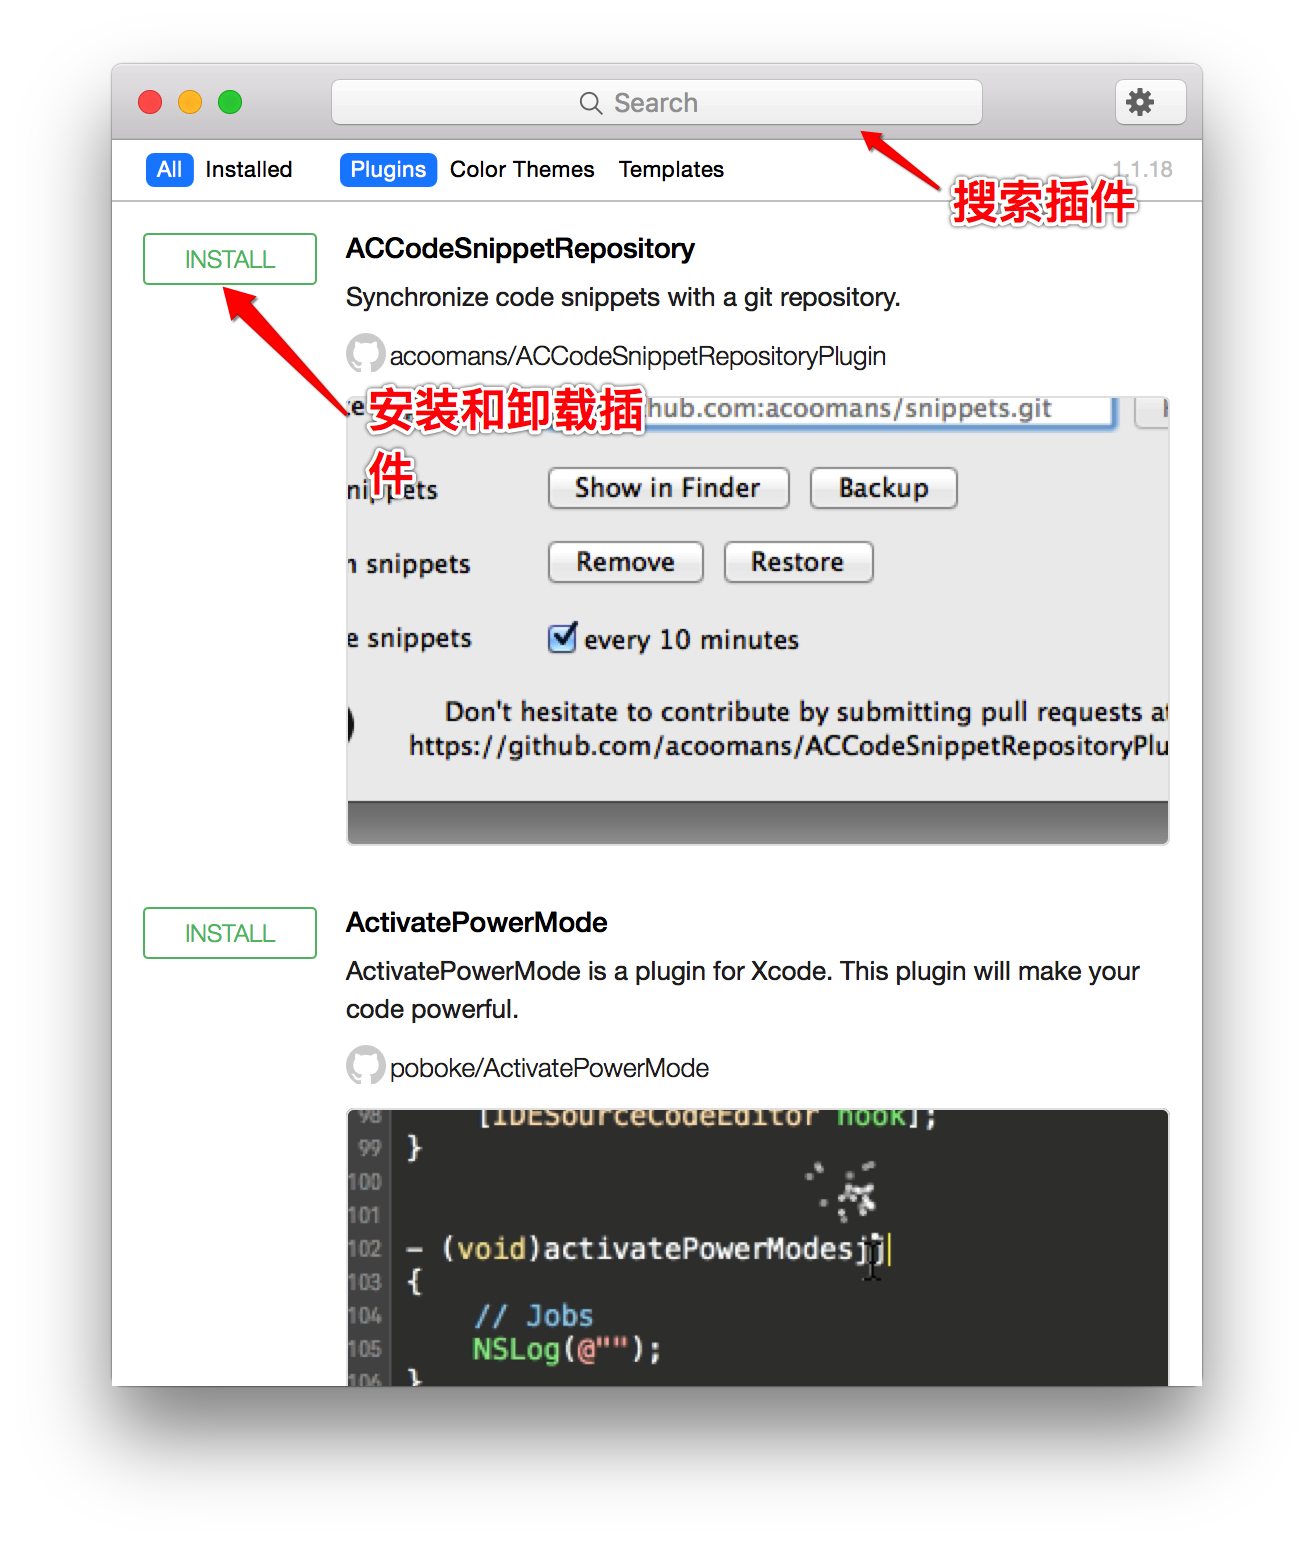 Search
All Installed Plugins Color Themes Templates 1.1.18
搜索插件
INSTALL
ACCodeSnippetRepository
Synchronize code snippets with a git repository.
acoomans/ACCodeSnippetRepositoryPlugin
安装和卸载插
件
hub.com:acoomans/snippets.git
Show in Finder Backup
snippets
Remove Restore
e snippets every 10 minutes
Don't hesitate to contribute by submitting pull requests at
https://github.com/acoomans/ACCodeSnippetRepositoryPlu
INSTALL
ActivatePowerMode
ActivatePowerMode is a plugin for Xcode. This plugin will make your
code powerful.
poboke/ActivatePowerMode
98 [IDESourceCodeEditor hook];
99 }
100
101
102 - (void)activatePowerModesjj
103 {
104 // Jobs
105 NSLog(@"");
106 }